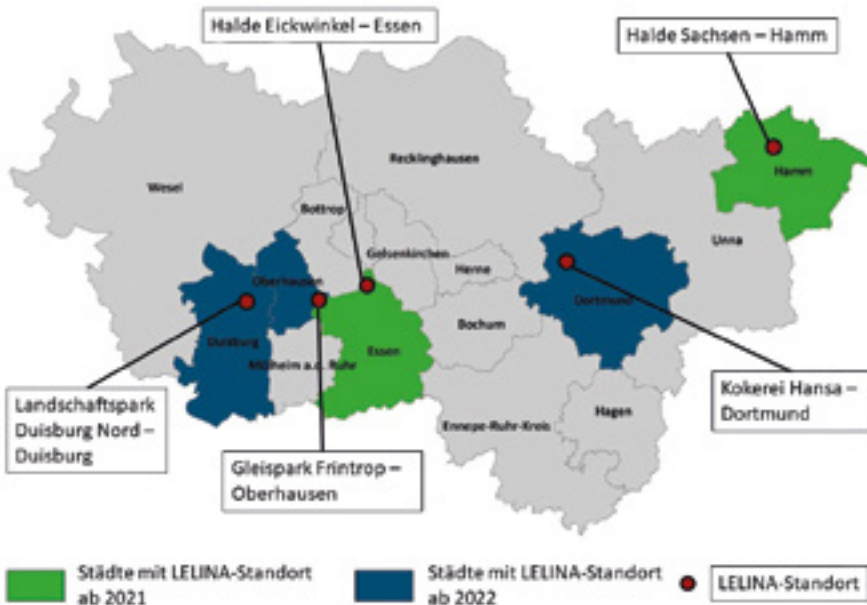 Halde Eickwinkel – Essen
Halde Sachsen – Hamm
Recklinghausen
Hamm
Wesel
Bottrop
Unna
Gelsenkirchen
Herne
Oberhausen
Dortmund
Bochum
Duisburg
Essen
Mülheim a.d. Ruhr
Landschaftspark
Duisburg Nord –
Duisburg
Kokerei Hansa –
Dortmund
Hagen
Ennepe-Ruhr-Kreis
Gleispark Frintrop –
Oberhausen
Städte mit LELINA-Standort
ab 2021
Städte mit LELINA-Standort
ab 2022
LELINA-Standort